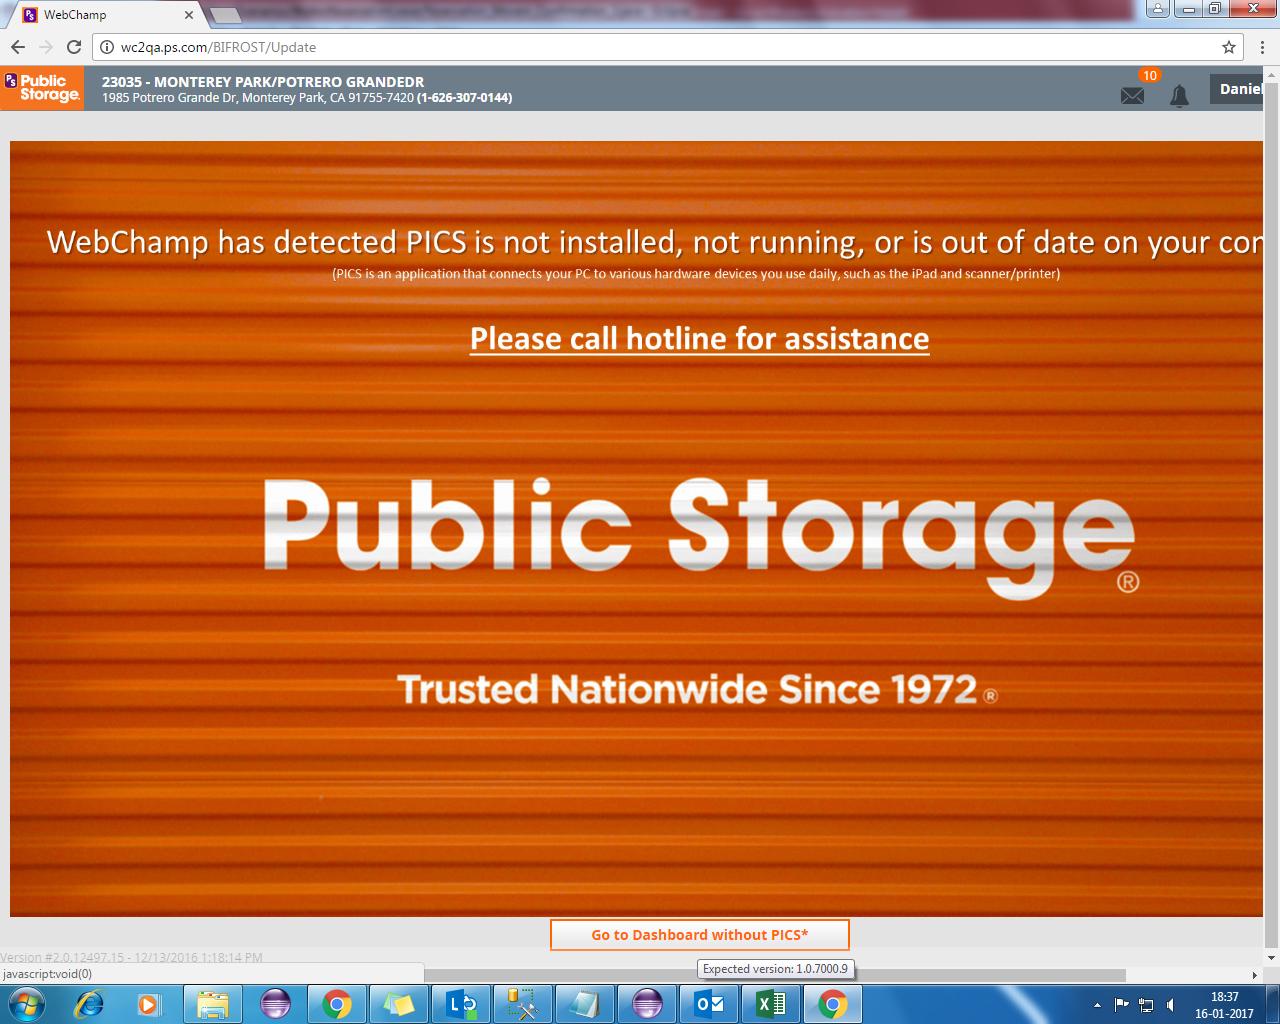 WebChamp
wc2qa.ps.com/BIFROST/Update
PS Public Storage.
23035 - MONTEREY PARK/POTRERO GRANDEDR
1985 Potrero Grande Dr, Monterey Park, CA 91755-7420 (1-626-307-0144)
10
Daniel
WebChamp has detected PICS is not installed, not running, or is out of date on your con
(PICS is an application that connects your PC to various hardware devices you use daily, such as the iPad and scanner/printer)
Please call hotline for assistance
Public Storage®
Trusted Nationwide Since 1972®
Go to Dashboard without PICS*
Version #2.0.12497.15 - 12/13/2016 1:18:14 PM
javascript:void(0)
Expected version: 1.0.7000.9
18:37
16-01-2017